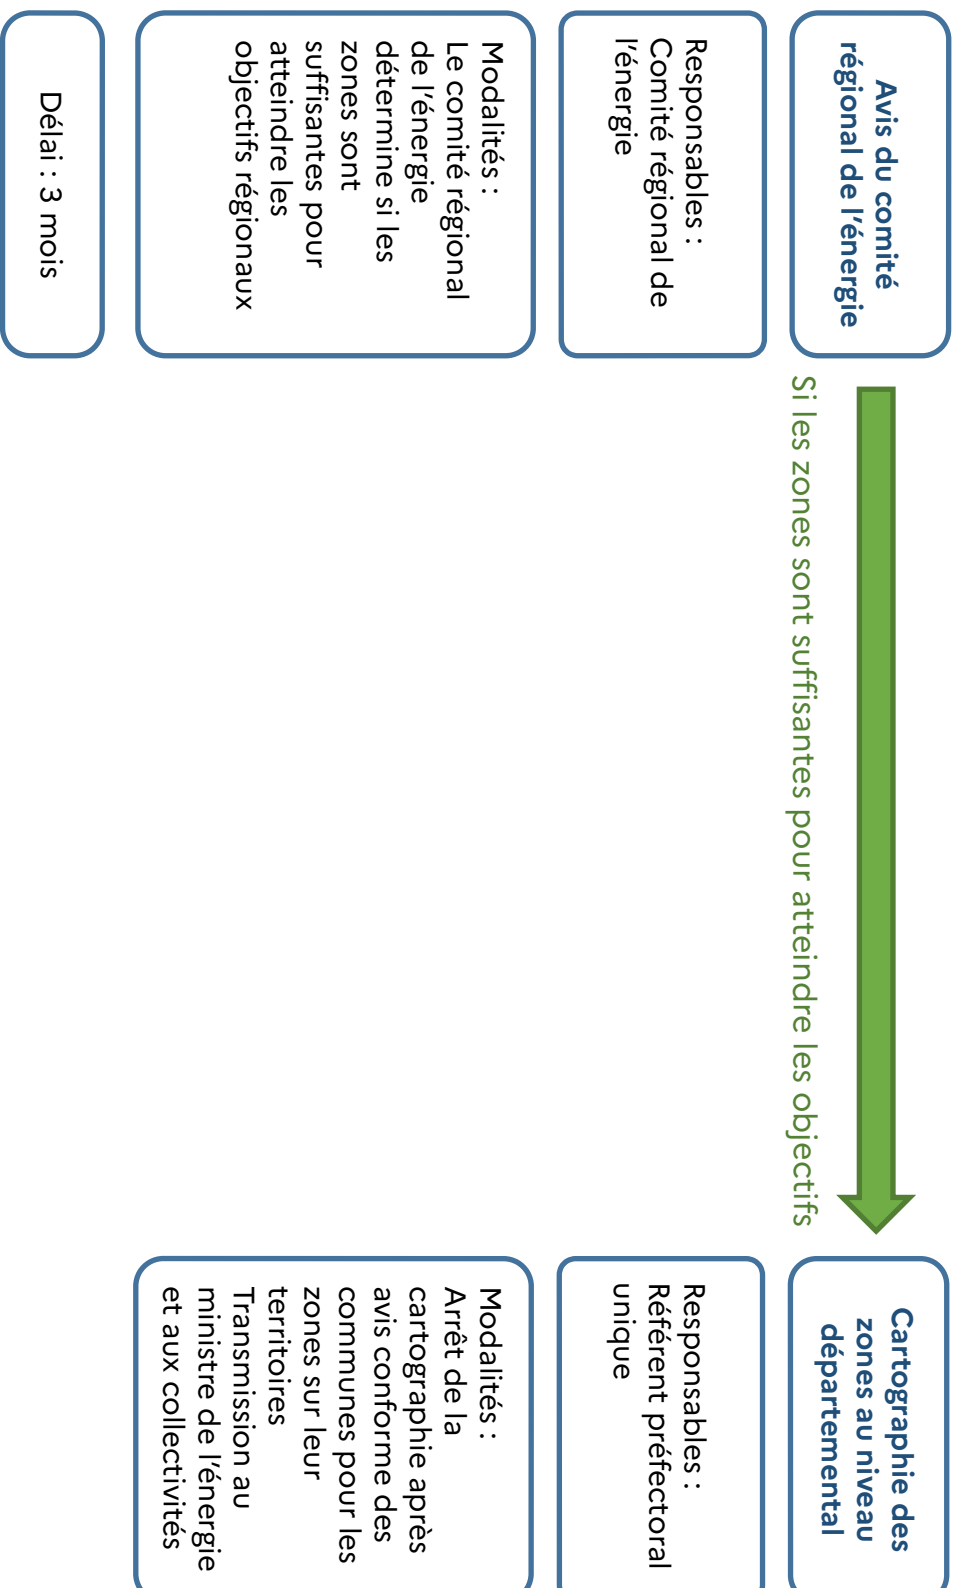 Avis du comité
régional de l'énergie
Responsables :
Comité régional de
l'énergie
Modalités :
Le comité régional
de l'énergie
détermine si les
zones sont
suffisantes pour
atteindre les
objectifs régionaux
Délai : 3 mois
Si les zones sont suffisantes pour atteindre les objectifs
Cartographie des
zones au niveau
départemental
Responsables :
Référent préfectoral
unique
Modalités :
Arrêt de la
cartographie après
avis conforme des
communes pour les
zones sur leur
territoires
Transmission au
ministre de l'énergie
et aux collectivités